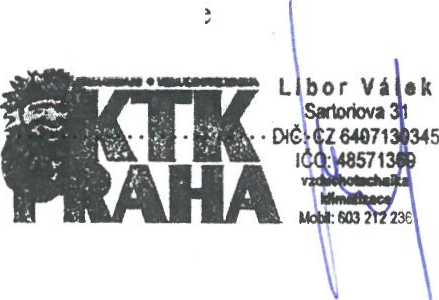 KTK
PRAHA
Libor Válek
Sartoriova 31
DIČ: CZ 6407130345
IČO: 48571369
vzduchotechnika
klimatizace
Mobil: 603 212 236